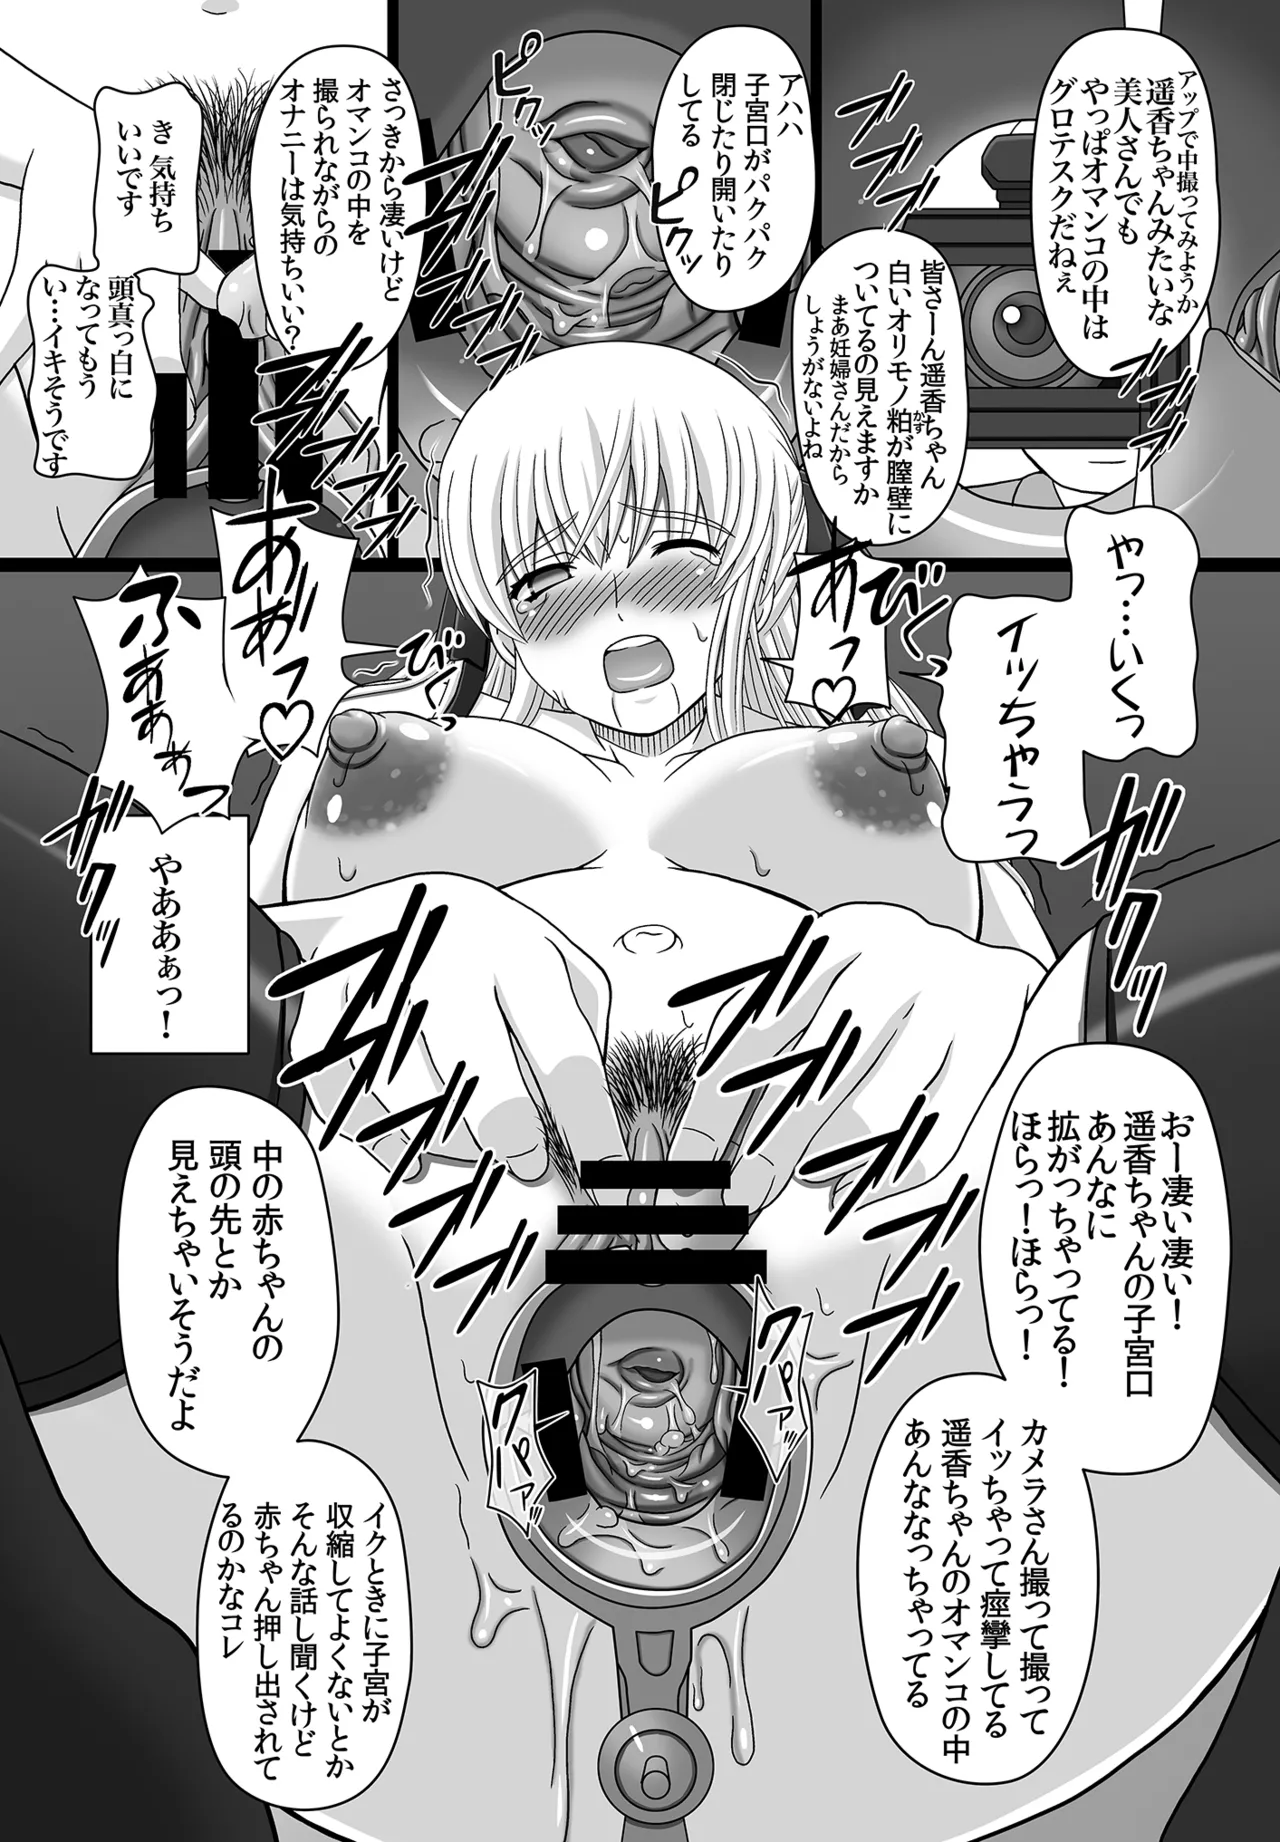 アップで中撮ってみようか
遥香ちゃんみたいな
美人さんでも
やっぱオマンコの中は
グロテスクだねぇ
皆さーん遥香ちゃん
白いオリモノ粕が膣壁に
かす
ついてるの見えますか
まあ妊婦さんだから
しょうがないよね
アハ
子宮口がパクパク
閉じたり開いたり
してる
ピクッ
ピクッ
さっきから凄いけど
オマンコの中を
撮られながらの
オナニーは気持ちいい?
き 気持ち
いいです
頭真っ白に
なってもう
い…イキそうです
やっ…いくっ
イッちゃうっ
びくっ
あっ♡
びくっ
あぁ
あぁっ♡
ふぁ
ああぁっ
ガクッ
ガクッ
やああぁっ!
おー凄い凄い!
遥香ちゃんの子宮口
あんなに
拡がっちゃってる!
ほらっ!ほらっ!
カメラさん撮って撮って
イッちゃって痙攣してる
遥香ちゃんのオマンコの中
あんななっちゃってる
クパァッ
クパァッ
中の赤ちゃんの
頭の先とか
見えちゃいそうだよ
イクときに子宮が
収縮してよくないとか
そんな話し聞くけど
赤ちゃん押し出されて
るのかなコレ